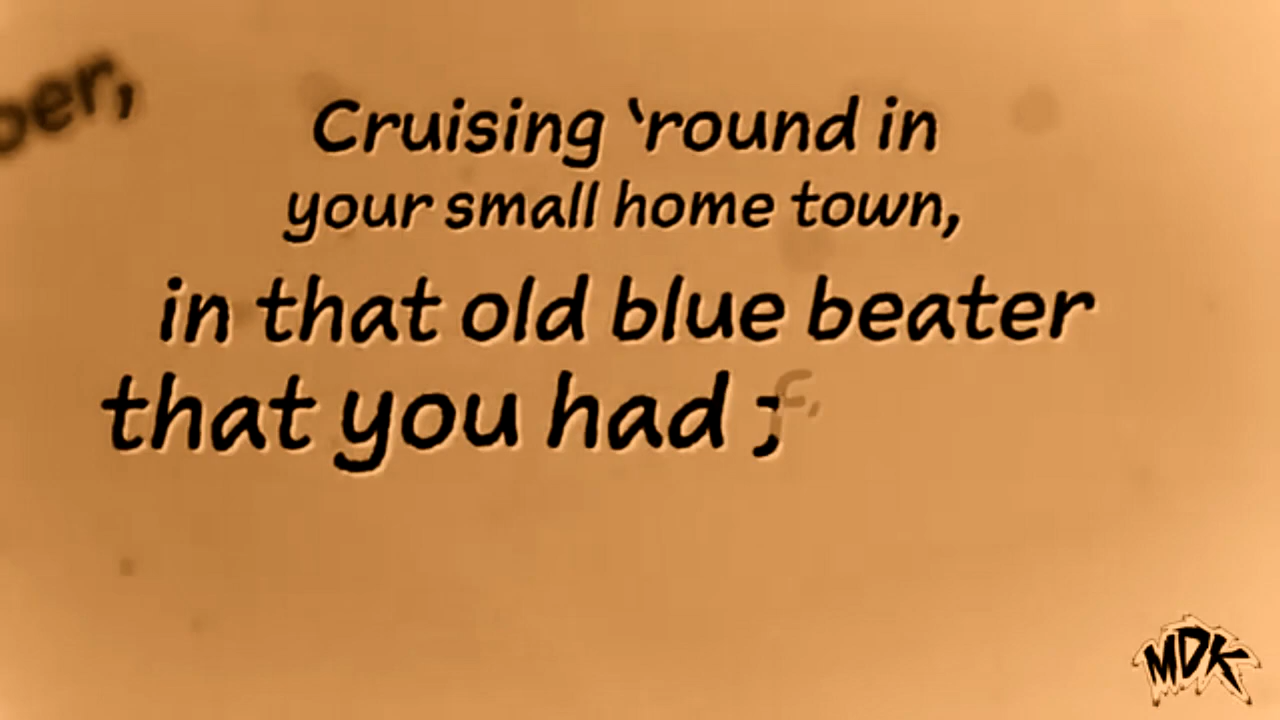 Cruising ‘round in
your small home town,
in that old blue beater
that you had
MDK